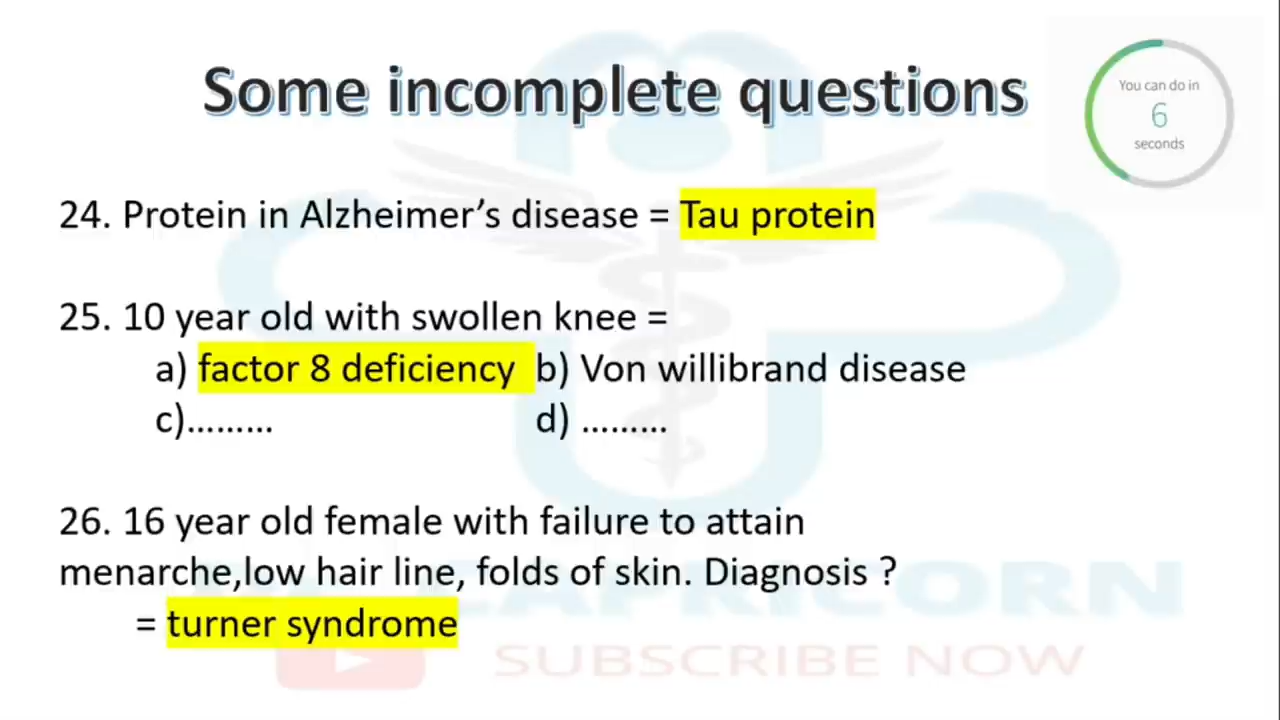 Some incomplete questions
You can do in
6
seconds
24. Protein in Alzheimer’s disease = Tau protein
25. 10 year old with swollen knee =
a) factor 8 deficiency b) Von willibrand disease
c)......... d) .........
26. 16 year old female with failure to attain
menarche,low hair line, folds of skin. Diagnosis ?
= turner syndrome
CAPRICORN
SUBSCRIBE NOW